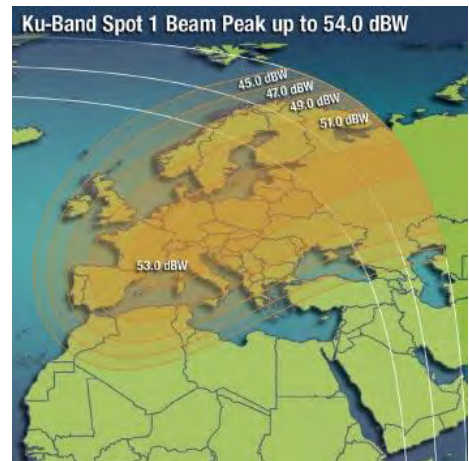 Ku-Band Spot 1 Beam Peak up to 54.0 dBW
45.0 dBW
47.0 dBW
49.0 dBW
51.0 dBW
53.0 dBW